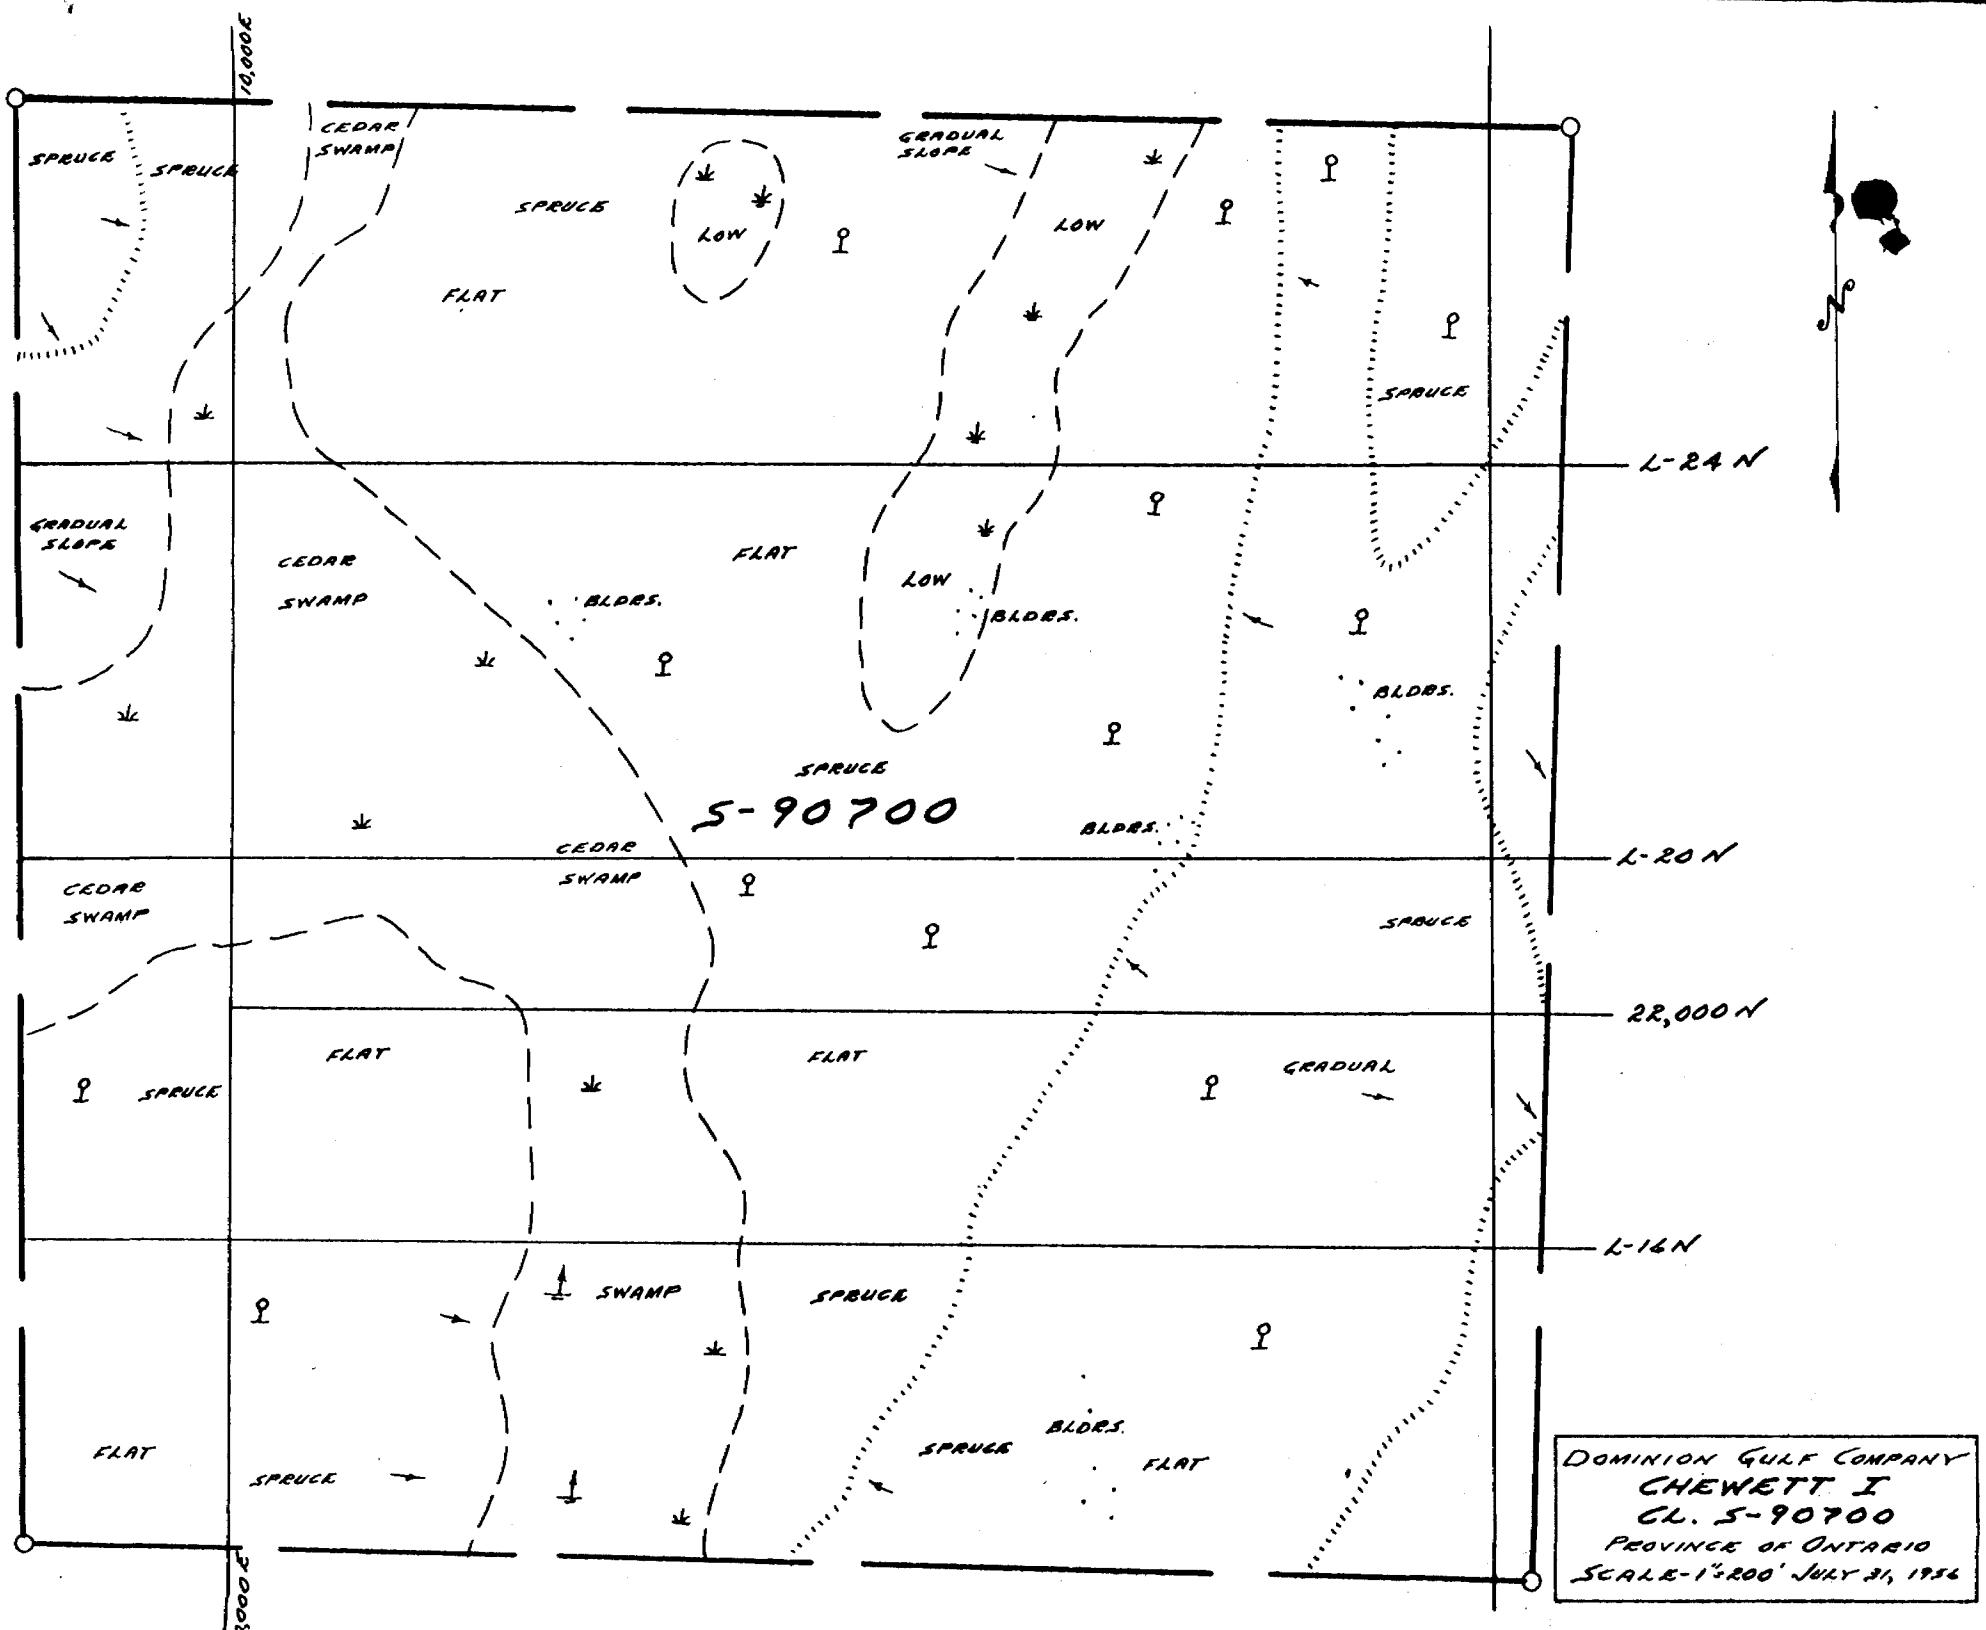 10,000E
CEDAR
SWAMP
GRADUAL
SLOPE
SPRUCE
SPRUCE
SPRUCE
LOW
LOW
FLAT
N
SPRUCE
L-24 N
GRADUAL
SLOPE
CEDAR
SWAMP
FLAT
LOW
BLDRS.
BLDRS.
BLDRS.
SPRUCE
S-90700
BLDRS.
CEDAR
SWAMP
L-20 N
CEDAR
SWAMP
SPRUCE
22,000 N
FLAT
FLAT
GRADUAL
SPRUCE
L-16 N
SWAMP
SPRUCE
BLDRS.
FLAT
SPRUCE
FLAT
SPRUCE
DOMINION GULF COMPANY
CHEWETT I
CL. S-90700
PROVINCE OF ONTARIO
SCALE-1"=200' JULY 31, 1956